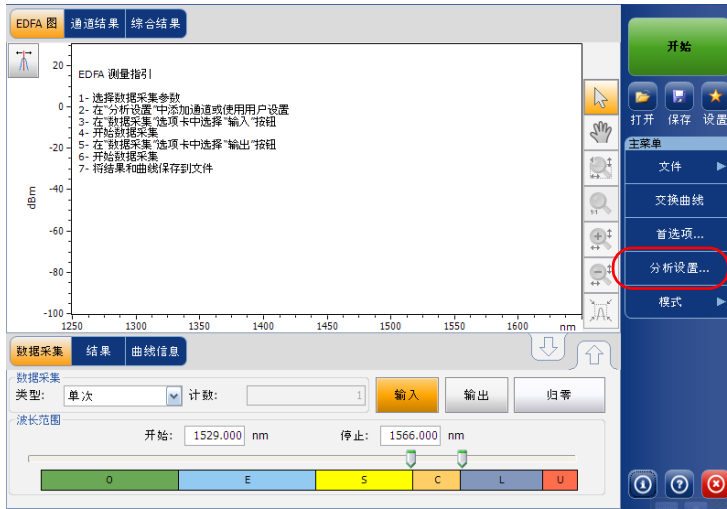 EDFA 图 通道结果 综合结果
开始
EDFA 测量指引
1- 选择数据采集参数
2- 在"分析设置"中添加通道或使用用户设置
3- 在"数据采集"选项卡中选择"输入"按钮
4- 开始数据采集
5- 在"数据采集"选项卡中选择"输出"按钮
6- 开始数据采集
7- 将结果和曲线保存到文件
20
0
-20
-40
-60
-80
-100
dBm
1250 1300 1350 1400 1450 1500 1550 1600 nm
1:1
打开 保存 设置
主菜单
文件
交换曲线
首选项...
分析设置...
模式
数据采集 结果 曲线信息
数据采集
类型: 单次 计数: 1 输入 输出 归零
波长范围
开始: 1529.000 nm 停止: 1566.000 nm
O E S C L U